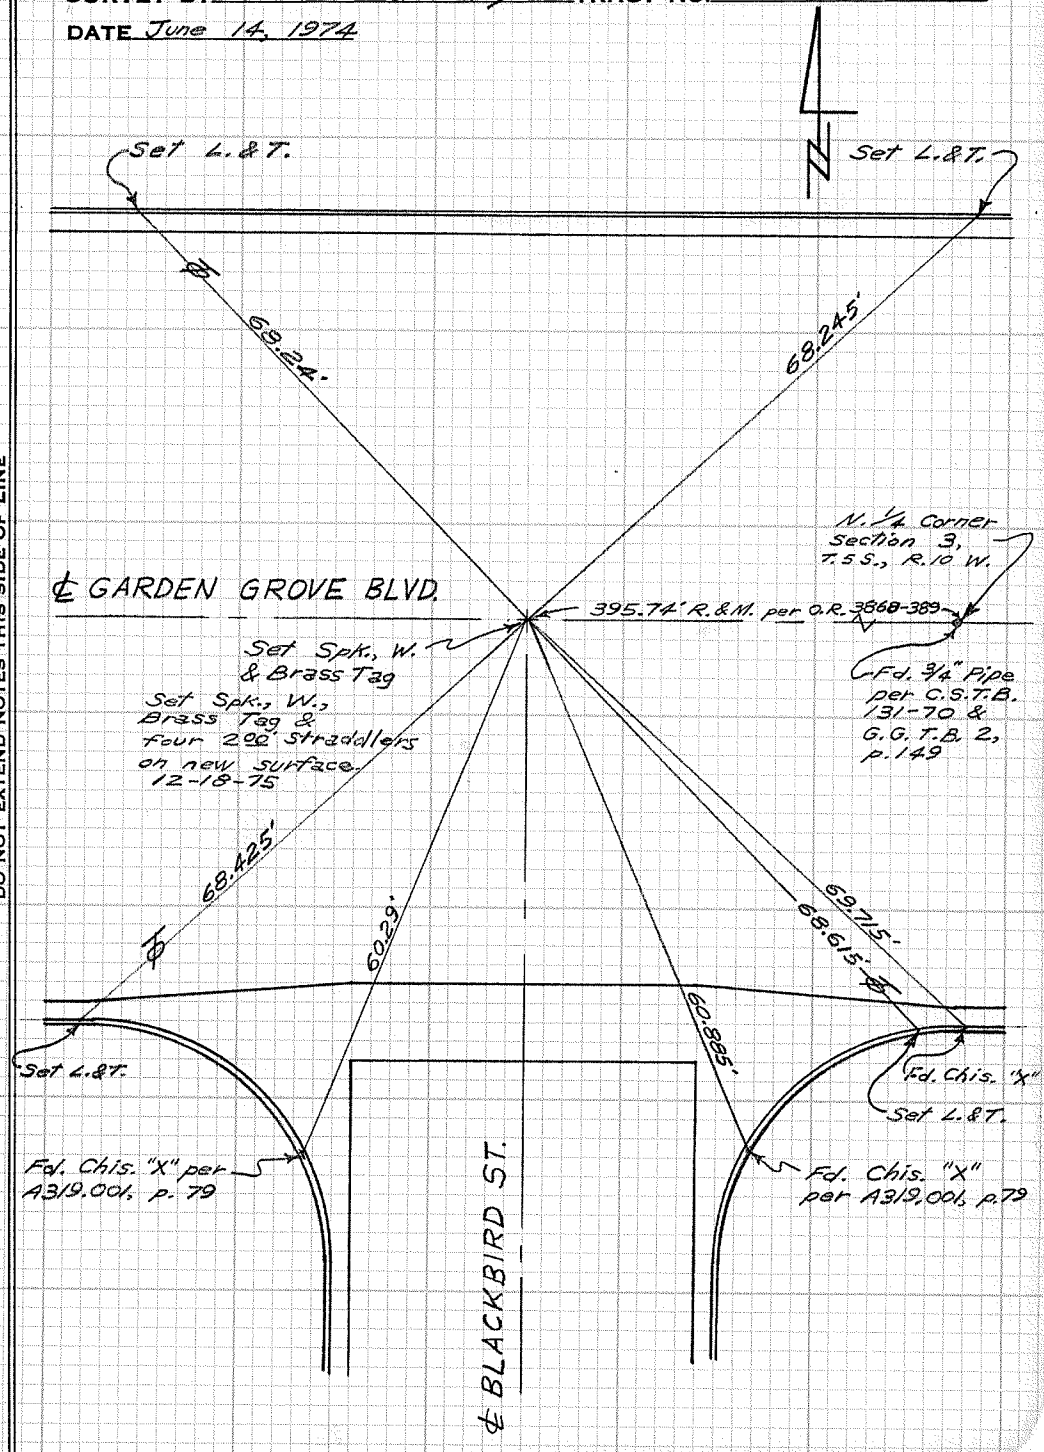 DATE June 14, 1974
Set L.&T.
Set L.&T.
69.24'
68.245'
N. 1/4 Corner
Section 3,
T.5 S., R.10 W.
℄ GARDEN GROVE BLVD.
395.74' R.&M. per O.R. 3868-389
Set Spk., W.
& Brass Tag
Set Spk., W.,
Brass Tag &
four 2.00' straddlers
on new surface.
12-18-75
Fd. 3/4" Pipe
per C.S.T.B.
131-70 &
G.G. T.B. 2,
p. 149
68.425'
60.29'
69.715'
68.615'
60.885'
Set L.&T.
Fd. Chis. "X"
Set L.&T.
Fd. Chis. "X" per
A319.001, p. 79
Fd. Chis. "X"
per A319.001, p.79
℄ BLACKBIRD ST.
DO NOT EXTEND NOTES THIS SIDE OF LINE